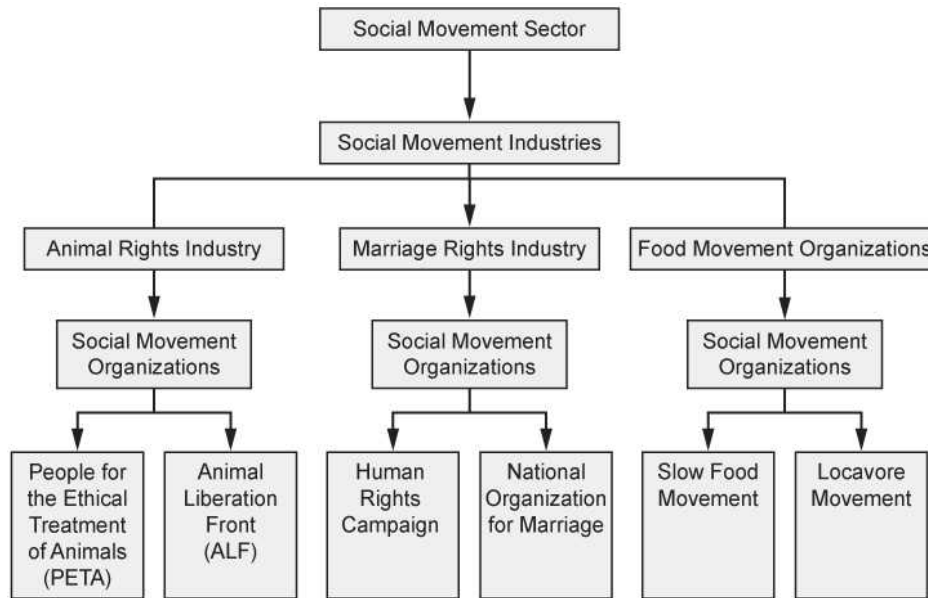 Social Movement Sector
Social Movement Industries
Animal Rights Industry
Marriage Rights Industry
Food Movement Organizations
Social Movement
Organizations
Social Movement
Organizations
Social Movement
Organizations
People for
the Ethical
Treatment
of Animals
(PETA)
Animal
Liberation
Front
(ALF)
Human
Rights
Campaign
National
Organization
for Marriage
Slow Food
Movement
Locavore
Movement